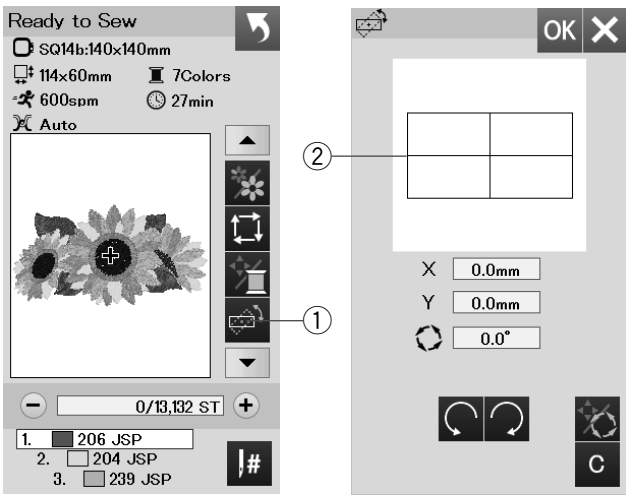 Ready to Sew
SQ14b:140x140mm
114x60mm 7Colors
600spm 27min
Auto
1
0/13,132 ST
1. 206 JSP
2. 204 JSP
3. 239 JSP
#
OK
2
X 0.0mm
Y 0.0mm
0.0°
C